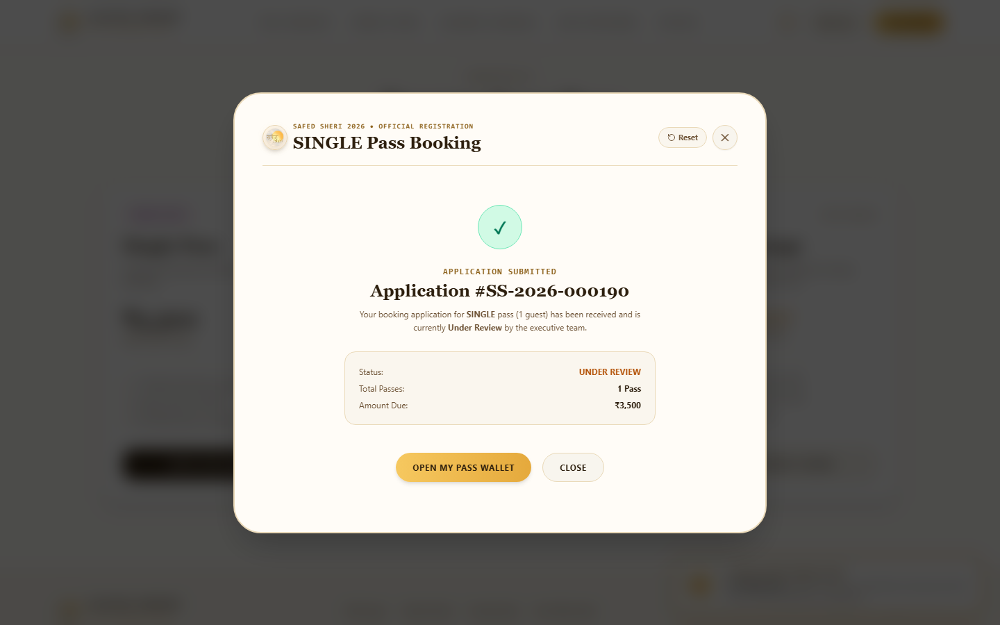 SAFED SHERI 2026 • OFFICIAL REGISTRATION
SINGLE Pass Booking
Reset
✓
APPLICATION SUBMITTED
Application #SS-2026-000190
Your booking application for SINGLE pass (1 guest) has been received and is
currently Under Review by the executive team.
Status: UNDER REVIEW
Total Passes: 1 Pass
Amount Due: ₹3,500
OPEN MY PASS WALLET
CLOSE